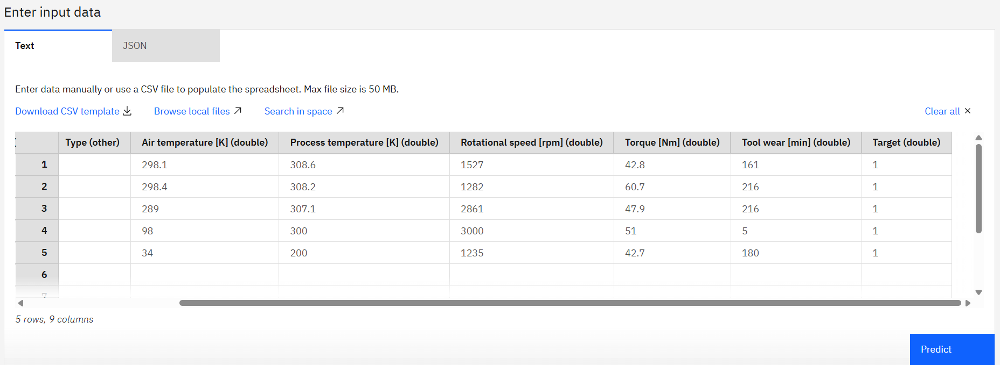 Enter input data
Text
JSON
Enter data manually or use a CSV file to populate the spreadsheet. Max file size is 50 MB.
Download CSV template Browse local files Search in space Clear all ×
Type (other) Air temperature [K] (double) Process temperature [K] (double) Rotational speed [rpm] (double) Torque [Nm] (double) Tool wear [min] (double) Target (double)
1 298.1 308.6 1527 42.8 161 1
2 298.4 308.2 1282 60.7 216 1
3 289 307.1 2861 47.9 216 1
4 98 300 3000 51 5 1
5 34 200 1235 42.7 180 1
6
7
5 rows, 9 columns
Predict